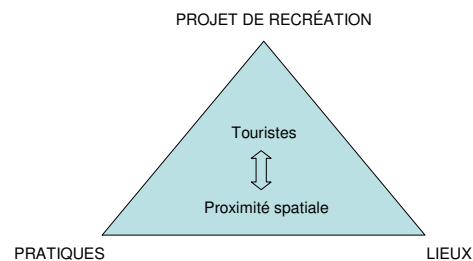 PROJET DE RECRÉATION
Touristes
Proximité spatiale
PRATIQUES
LIEUX